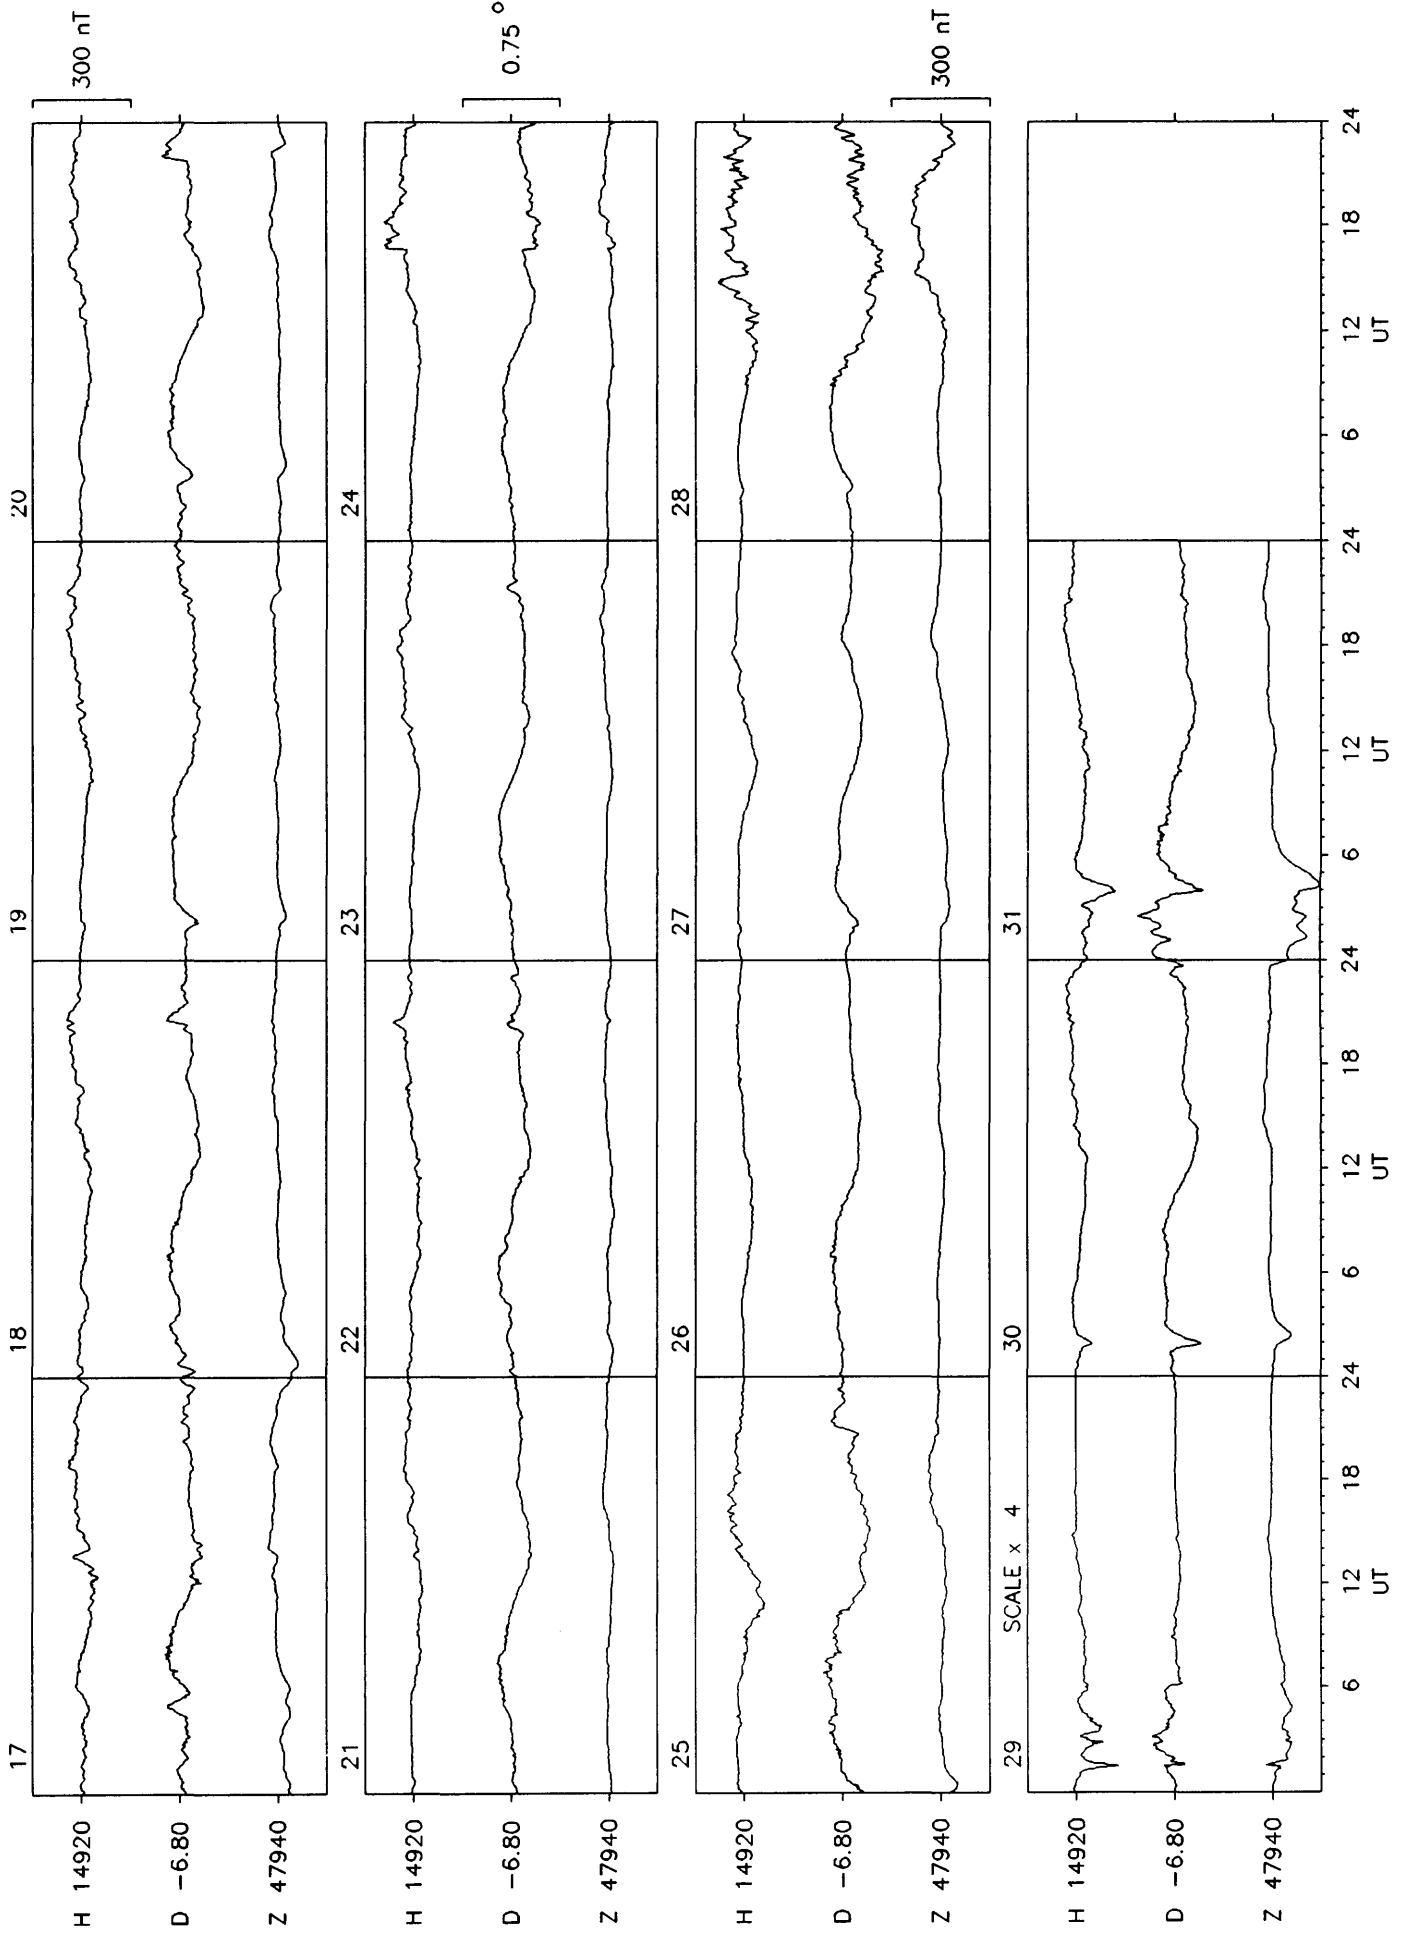 17 18 19 20
H 14920
D −6.80
Z 47940
300 nT
21 22 23 24
H 14920
D −6.80
Z 47940
0.75 °
25 26 27 28
H 14920
D −6.80
Z 47940
300 nT
29 SCALE × 4 30 31
H 14920
D −6.80
Z 47940
6 12 18 24 6 12 18 24 6 12 18 24 6 12 18 24
UT UT UT UT